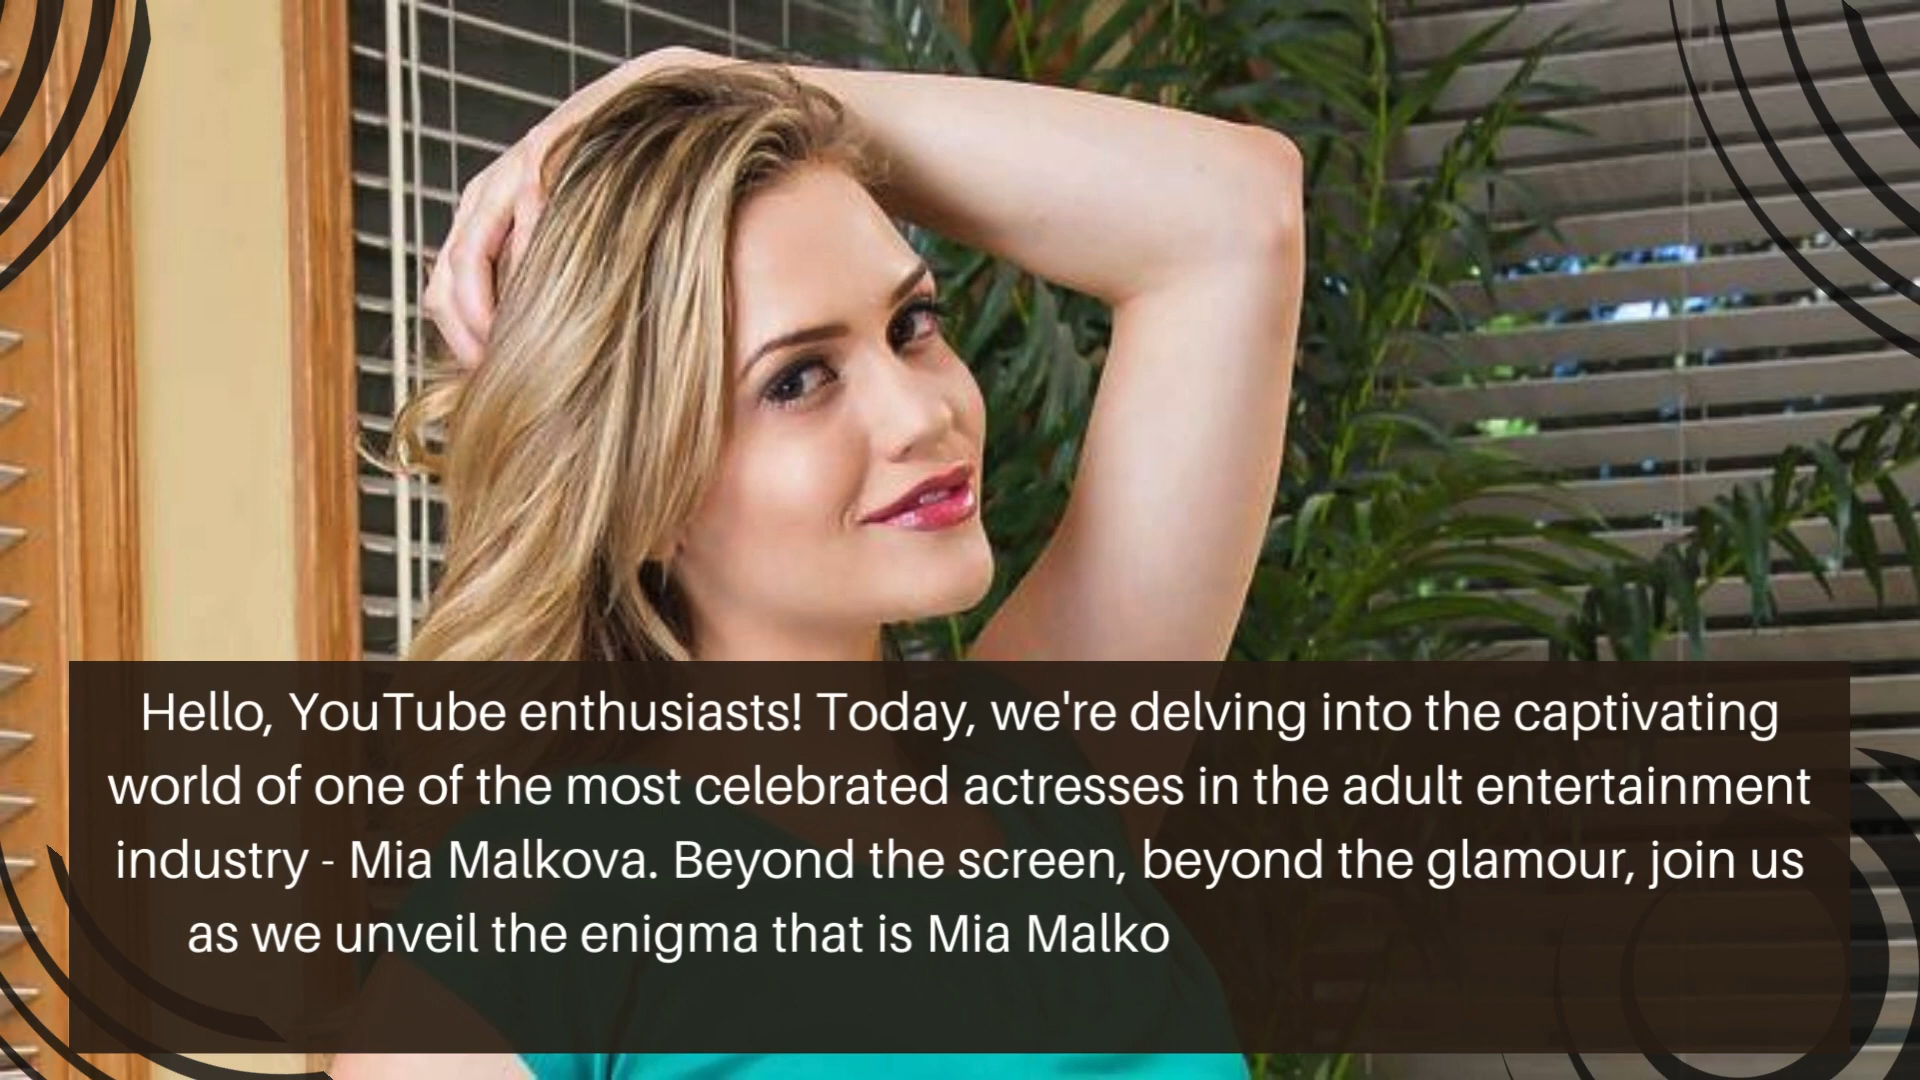 Hello, YouTube enthusiasts! Today, we're delving into the captivating
world of one of the most celebrated actresses in the adult entertainment
industry - Mia Malkova. Beyond the screen, beyond the glamour, join us
as we unveil the enigma that is Mia Malko